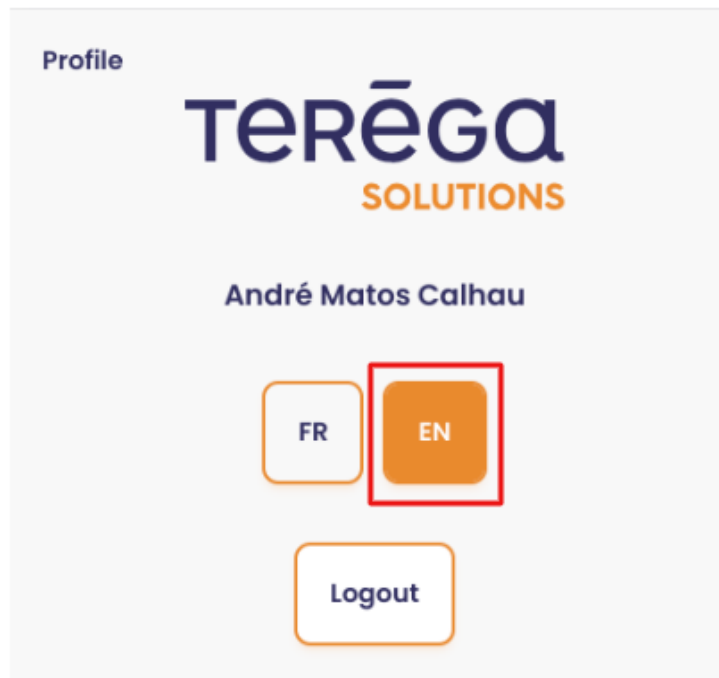 Profile
TERĒGA
SOLUTIONS
André Matos Calhau
FR
EN
Logout